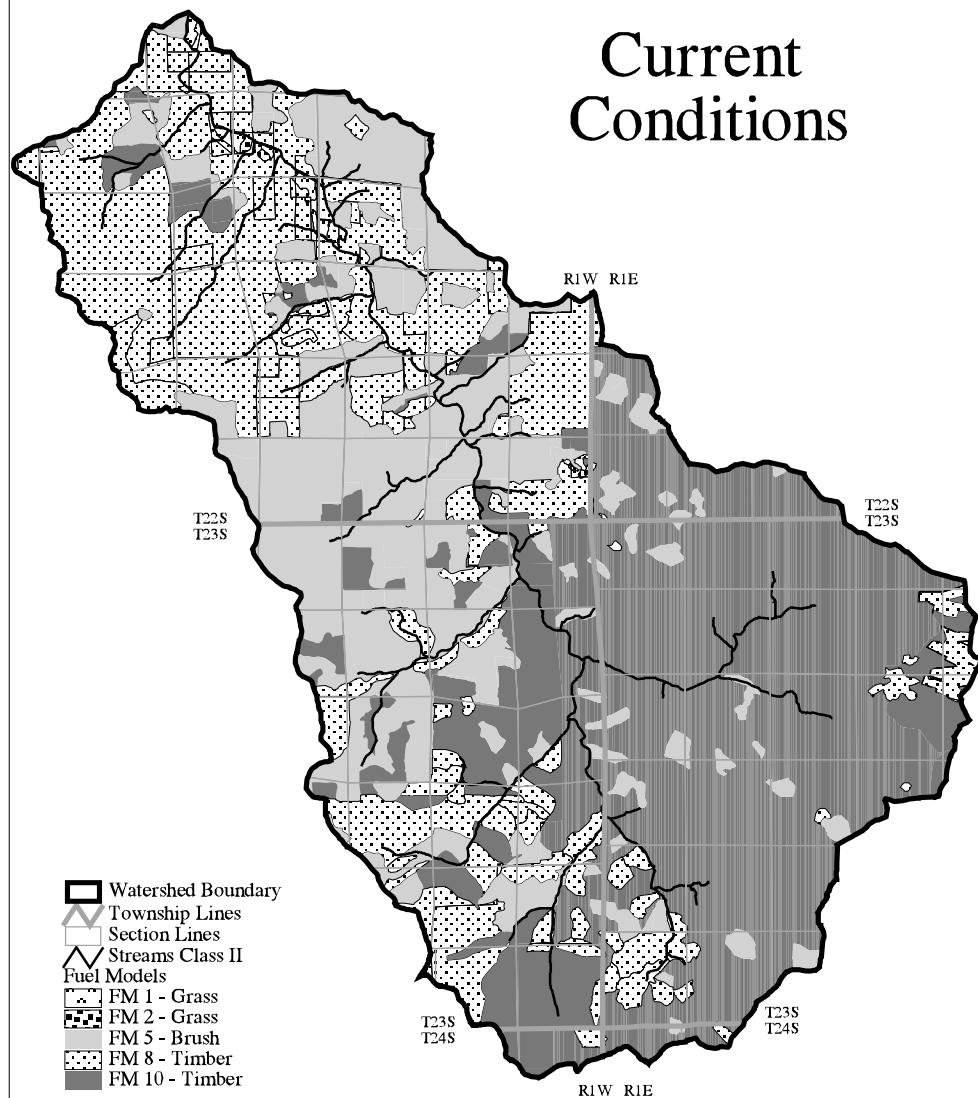 Current
Conditions
R1W R1E
T22S
T23S
T22S
T23S
Watershed Boundary
Township Lines
Section Lines
Streams Class II
Fuel Models
FM 1 - Grass
FM 2 - Grass
FM 5 - Brush
FM 8 - Timber
FM 10 - Timber
T23S
T24S
T23S
T24S
R1W R1E